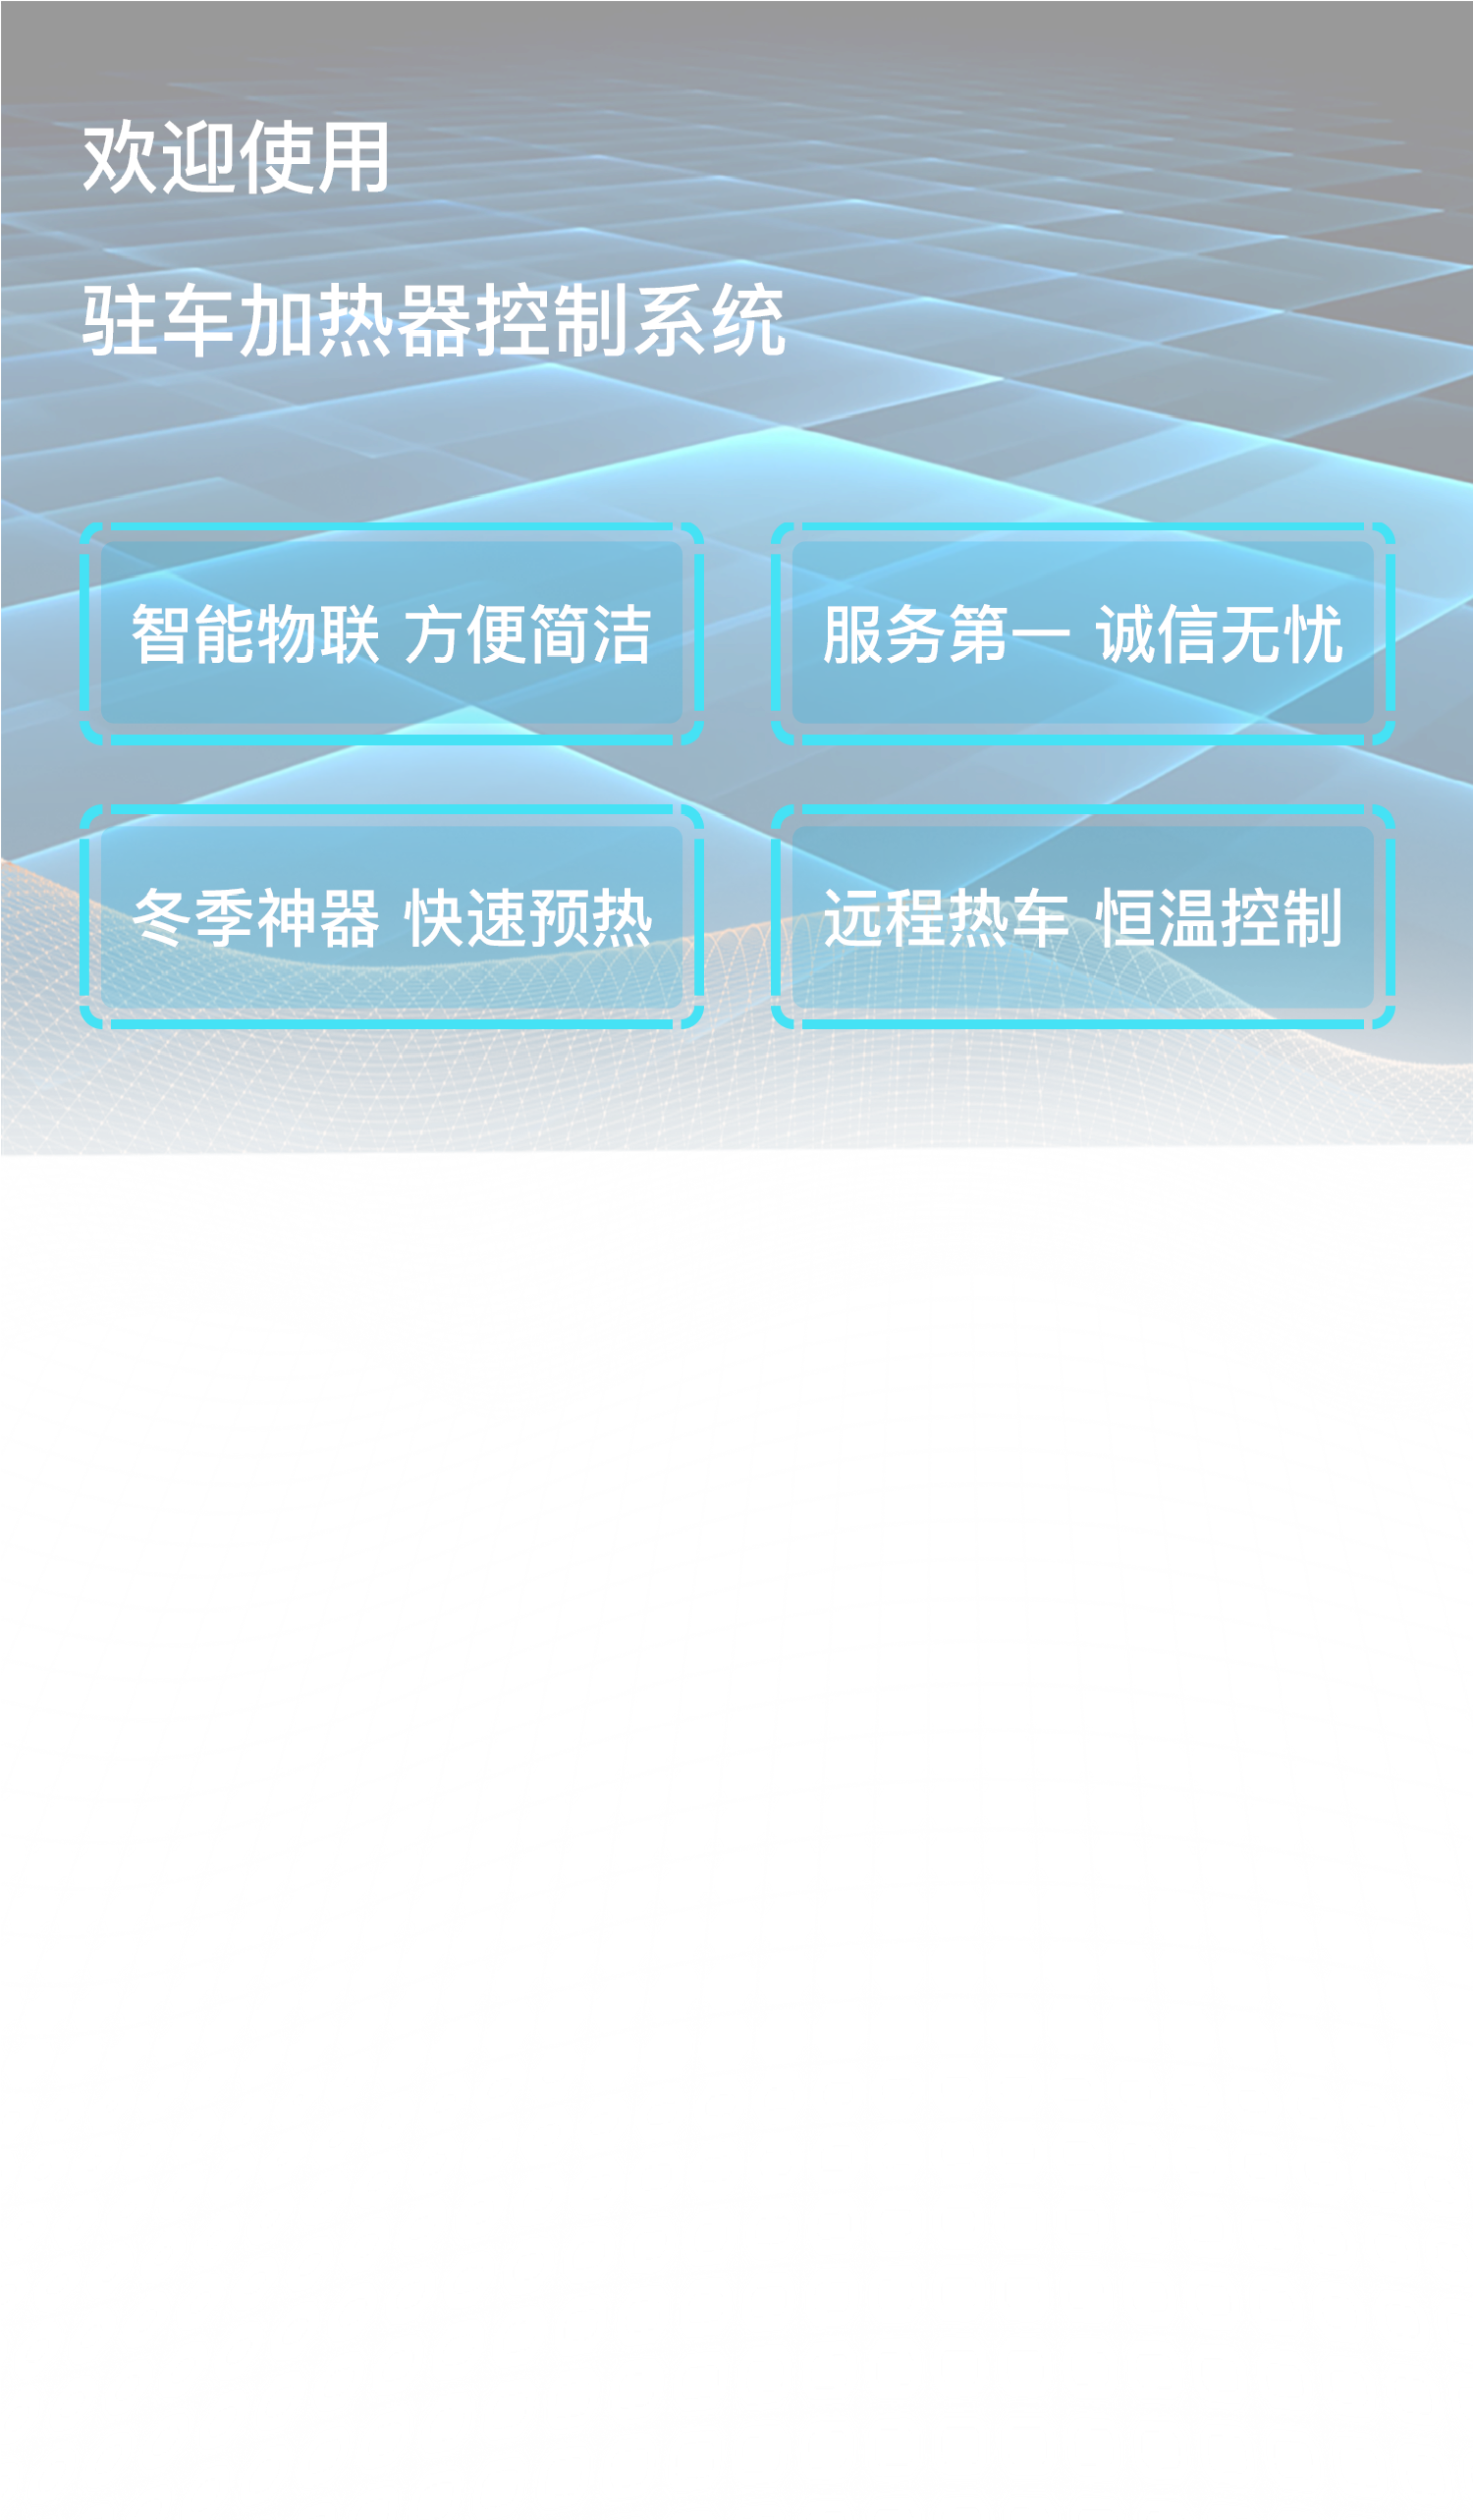 欢迎使用
驻车加热器控制系统
智能物联 方便简洁
服务第一 诚信无忧
冬季神器 快速预热
远程热车 恒温控制